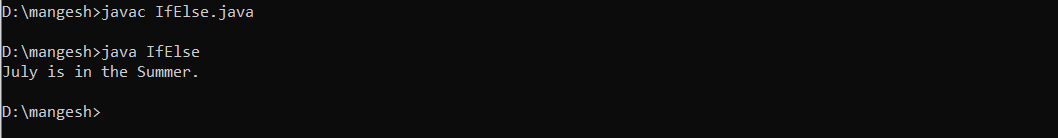 D:\mangesh>javac IfElse.java
D:\mangesh>java IfElse
July is in the Summer.
D:\mangesh>